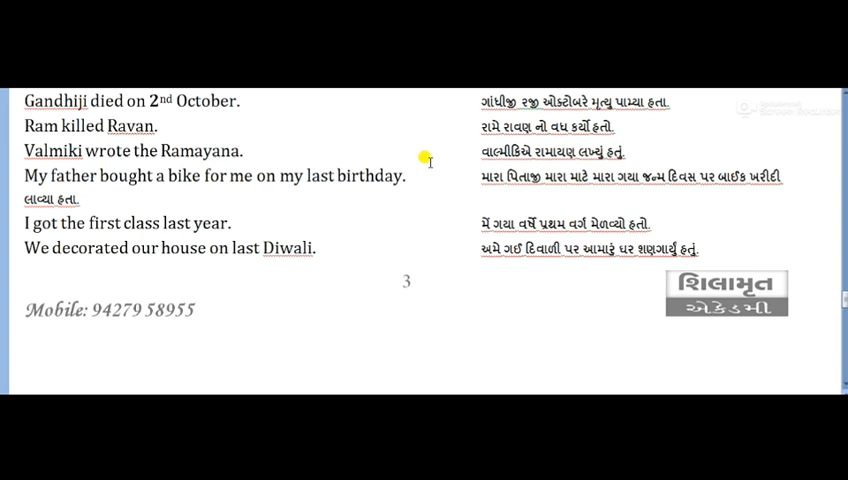 Gandhiji died on 2nd October. ગાંધીજી રજી ઓક્ટોબરે મૃત્યુ પામ્યા હતા.
Ram killed Ravan. રામે રાવણ નો વધ કર્યો હતો.
Valmiki wrote the Ramayana. વાલ્મીકિએ રામાયણ લખ્યું હતું.
My father bought a bike for me on my last birthday. મારા પિતાજી મારા માટે મારા ગયા જન્મ દિવસ પર બાઈક ખરીદી
લાવ્યા હતા.
I got the first class last year. મેં ગયા વર્ષે પ્રથમ વર્ગ મેળવ્યો હતો.
We decorated our house on last Diwali. અમે ગઈ દિવાળી પર આમારું ઘર શણગાર્યું હતું.
3
શિલામૃત
એકેડમી
Mobile: 94279 58955